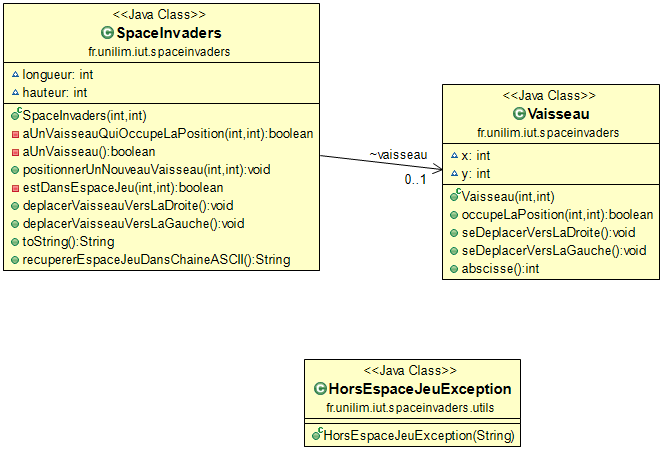 <<Java Class>>
SpaceInvaders
fr.unilim.iut.spaceinvaders
longueur: int
hauteur: int
SpaceInvaders(int,int)
aUnVaisseauQuiOccupeLaPosition(int,int):boolean
aUnVaisseau():boolean
positionnerUnNouveauVaisseau(int,int):void
estDansEspaceJeu(int,int):boolean
deplacerVaisseauVersLaDroite():void
deplacerVaisseauVersLaGauche():void
toString():String
recupererEspaceJeuDansChaineASCII():String
~vaisseau
0..1
<<Java Class>>
Vaisseau
fr.unilim.iut.spaceinvaders
x: int
y: int
Vaisseau(int,int)
occupeLaPosition(int,int):boolean
seDeplacerVersLaDroite():void
seDeplacerVersLaGauche():void
abscisse():int
<<Java Class>>
HorsEspaceJeuException
fr.unilim.iut.spaceinvaders.utils
HorsEspaceJeuException(String)